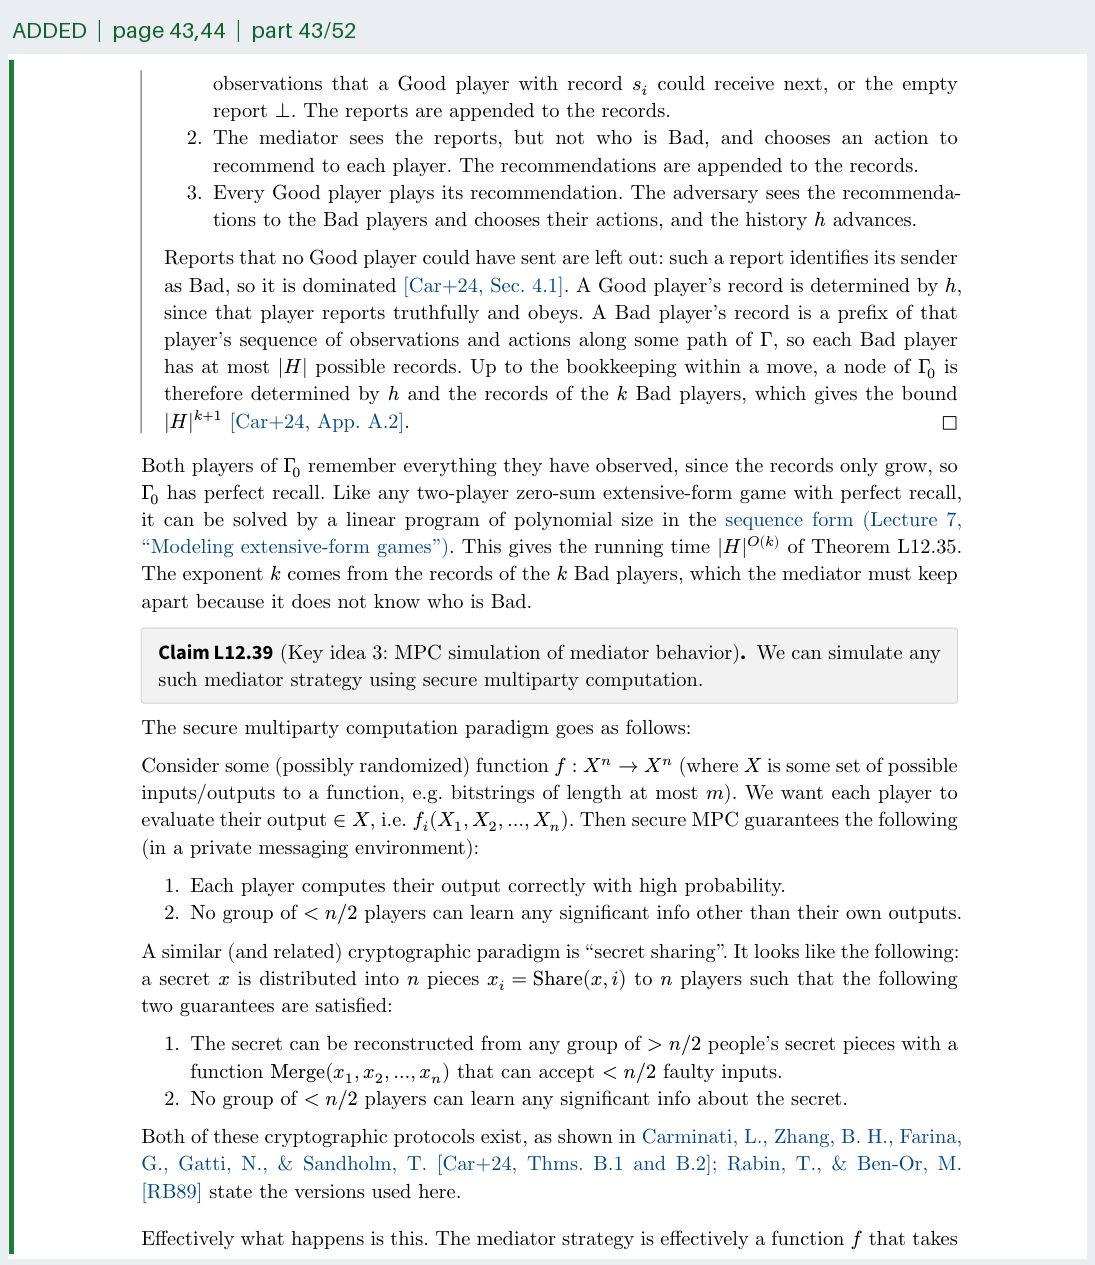 ADDED | page 43,44 | part 43/52
observations that a Good player with record sᵢ could receive next, or the empty
report ⊥. The reports are appended to the records.
2. The mediator sees the reports, but not who is Bad, and chooses an action to
recommend to each player. The recommendations are appended to the records.
3. Every Good player plays its recommendation. The adversary sees the recommenda-
tions to the Bad players and chooses their actions, and the history h advances.
Reports that no Good player could have sent are left out: such a report identifies its sender
as Bad, so it is dominated [Car+24, Sec. 4.1]. A Good player's record is determined by h,
since that player reports truthfully and obeys. A Bad player's record is a prefix of that
player's sequence of observations and actions along some path of Γ, so each Bad player
has at most |H| possible records. Up to the bookkeeping within a move, a node of Γ₀ is
therefore determined by h and the records of the k Bad players, which gives the bound
|H|ᵏ⁺¹ [Car+24, App. A.2]. □
Both players of Γ₀ remember everything they have observed, since the records only grow, so
Γ₀ has perfect recall. Like any two-player zero-sum extensive-form game with perfect recall,
it can be solved by a linear program of polynomial size in the sequence form (Lecture 7,
“Modeling extensive-form games”). This gives the running time |H|^O(k) of Theorem L12.35.
The exponent k comes from the records of the k Bad players, which the mediator must keep
apart because it does not know who is Bad.
Claim L12.39 (Key idea 3: MPC simulation of mediator behavior). We can simulate any
such mediator strategy using secure multiparty computation.
The secure multiparty computation paradigm goes as follows:
Consider some (possibly randomized) function f : Xⁿ → Xⁿ (where X is some set of possible
inputs/outputs to a function, e.g. bitstrings of length at most m). We want each player to
evaluate their output ∈ X, i.e. fᵢ(X₁, X₂, ..., Xₙ). Then secure MPC guarantees the following
(in a private messaging environment):
1. Each player computes their output correctly with high probability.
2. No group of < n/2 players can learn any significant info other than their own outputs.
A similar (and related) cryptographic paradigm is “secret sharing”. It looks like the following:
a secret x is distributed into n pieces xᵢ = Share(x, i) to n players such that the following
two guarantees are satisfied:
1. The secret can be reconstructed from any group of > n/2 people's secret pieces with a
function Merge(x₁, x₂, ..., xₙ) that can accept < n/2 faulty inputs.
2. No group of < n/2 players can learn any significant info about the secret.
Both of these cryptographic protocols exist, as shown in Carminati, L., Zhang, B. H., Farina,
G., Gatti, N., & Sandholm, T. [Car+24, Thms. B.1 and B.2]; Rabin, T., & Ben-Or, M.
[RB89] state the versions used here.
Effectively what happens is this. The mediator strategy is effectively a function f that takes